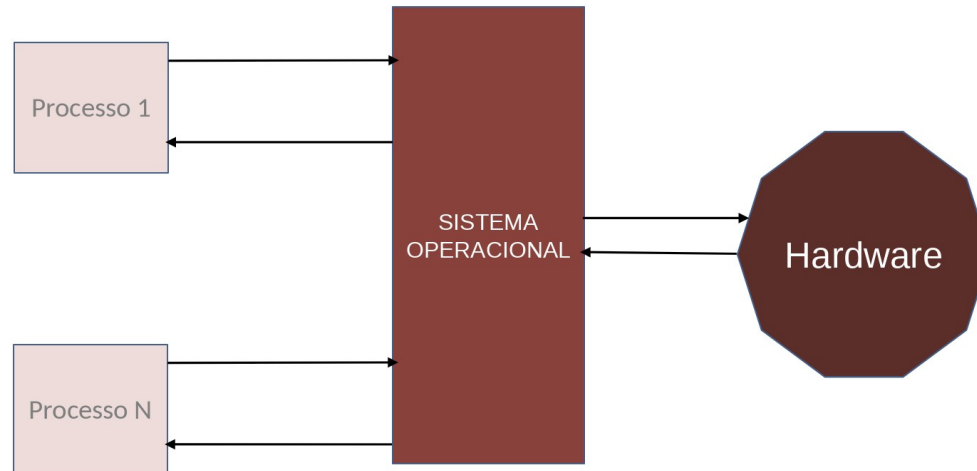 Processo 1
SISTEMA
OPERACIONAL
Hardware
Processo N